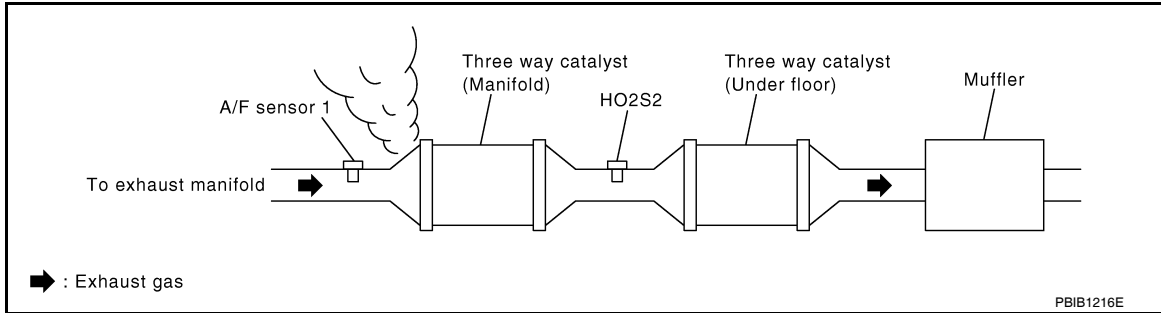 Three way catalyst
(Manifold)
Three way catalyst
(Under floor)
Muffler
A/F sensor 1
HO2S2
To exhaust manifold
: Exhaust gas
PBIB1216E